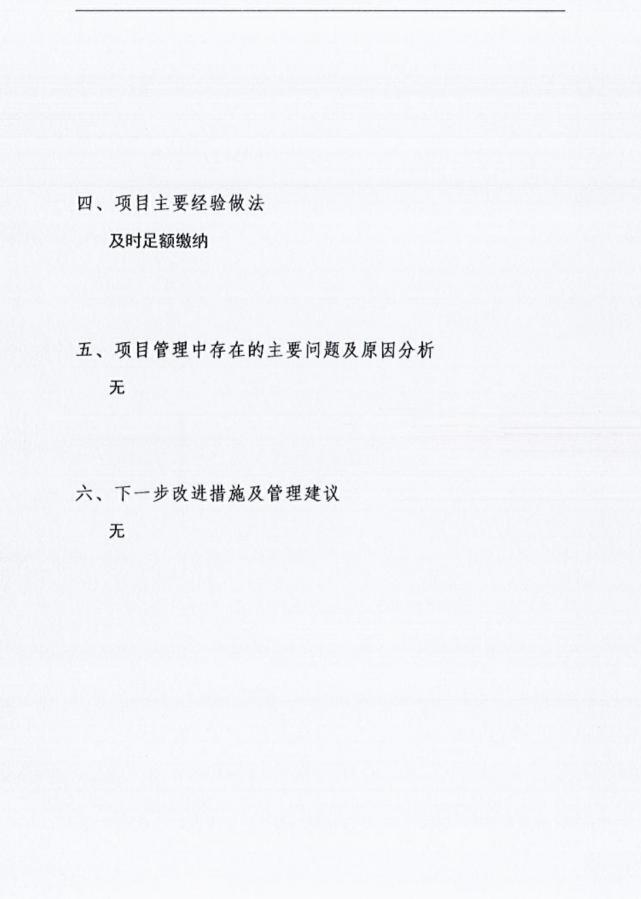 四、项目主要经验做法
及时足额缴纳
五、项目管理中存在的主要问题及原因分析
无
六、下一步改进措施及管理建议
无